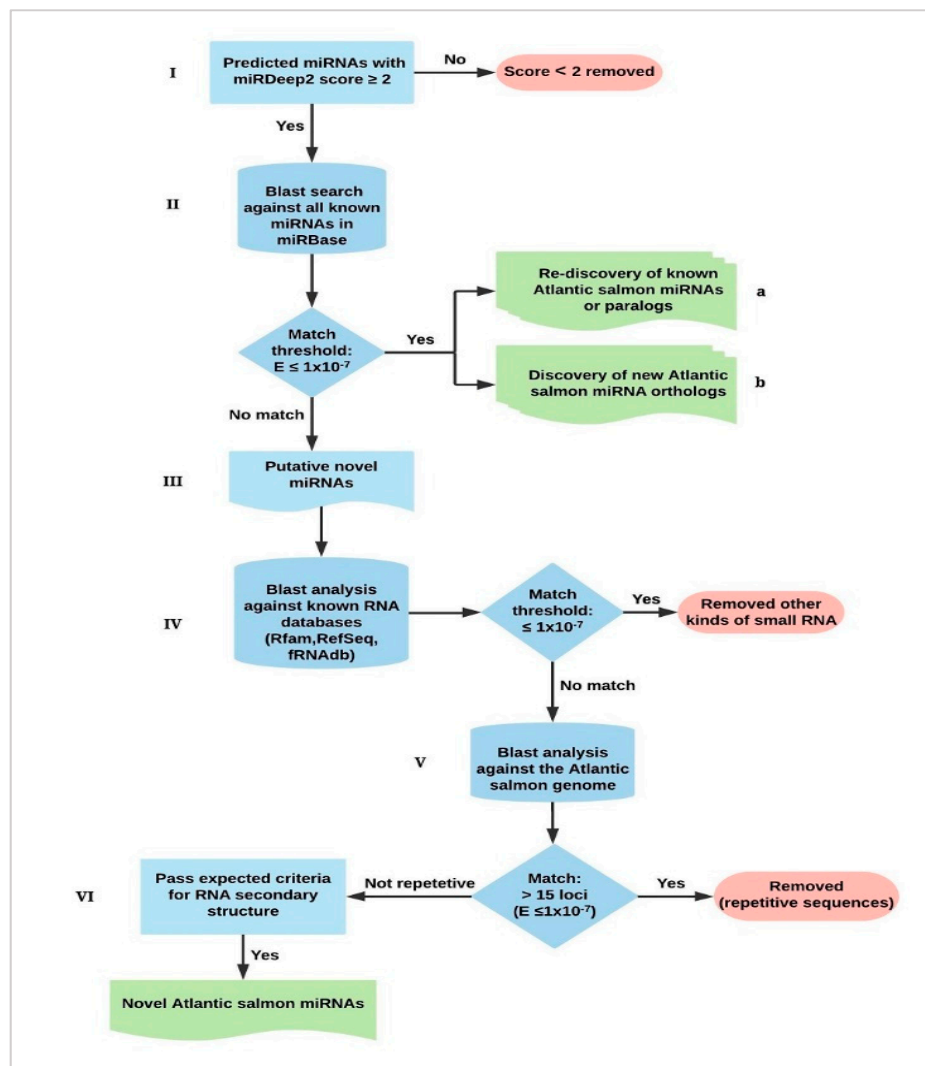 I
Predicted miRNAs with
miRDeep2 score ≥ 2
No
Score < 2 removed
Yes
II
Blast search
against all known
miRNAs in
miRBase
Re-discovery of known
Atlantic salmon miRNAs
or paralogs
a
Match
threshold:
E ≤ 1x10⁻⁷
Yes
Discovery of new Atlantic
salmon miRNA orthologs
b
No match
III
Putative novel
miRNAs
IV
Blast analysis
against known RNA
databases
(Rfam,RefSeq,
fRNAdb)
Match
threshold:
≤ 1x10⁻⁷
Yes
Removed other
kinds of small RNA
No match
V
Blast analysis
against the Atlantic
salmon genome
VI
Pass expected criteria
for RNA secondary
structure
Not repetetive
Match:
> 15 loci
(E ≤1x10⁻⁷)
Yes
Removed
(repetitive sequences)
Yes
Novel Atlantic salmon miRNAs